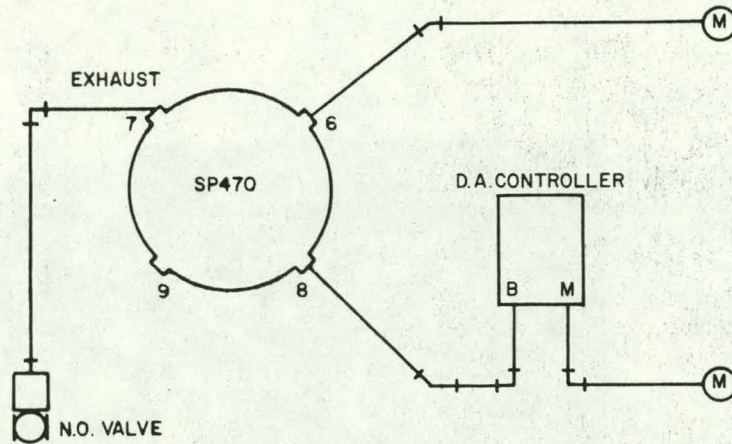 M
EXHAUST
7
6
SP470
D.A. CONTROLLER
9
8
B M
M
N.O. VALVE